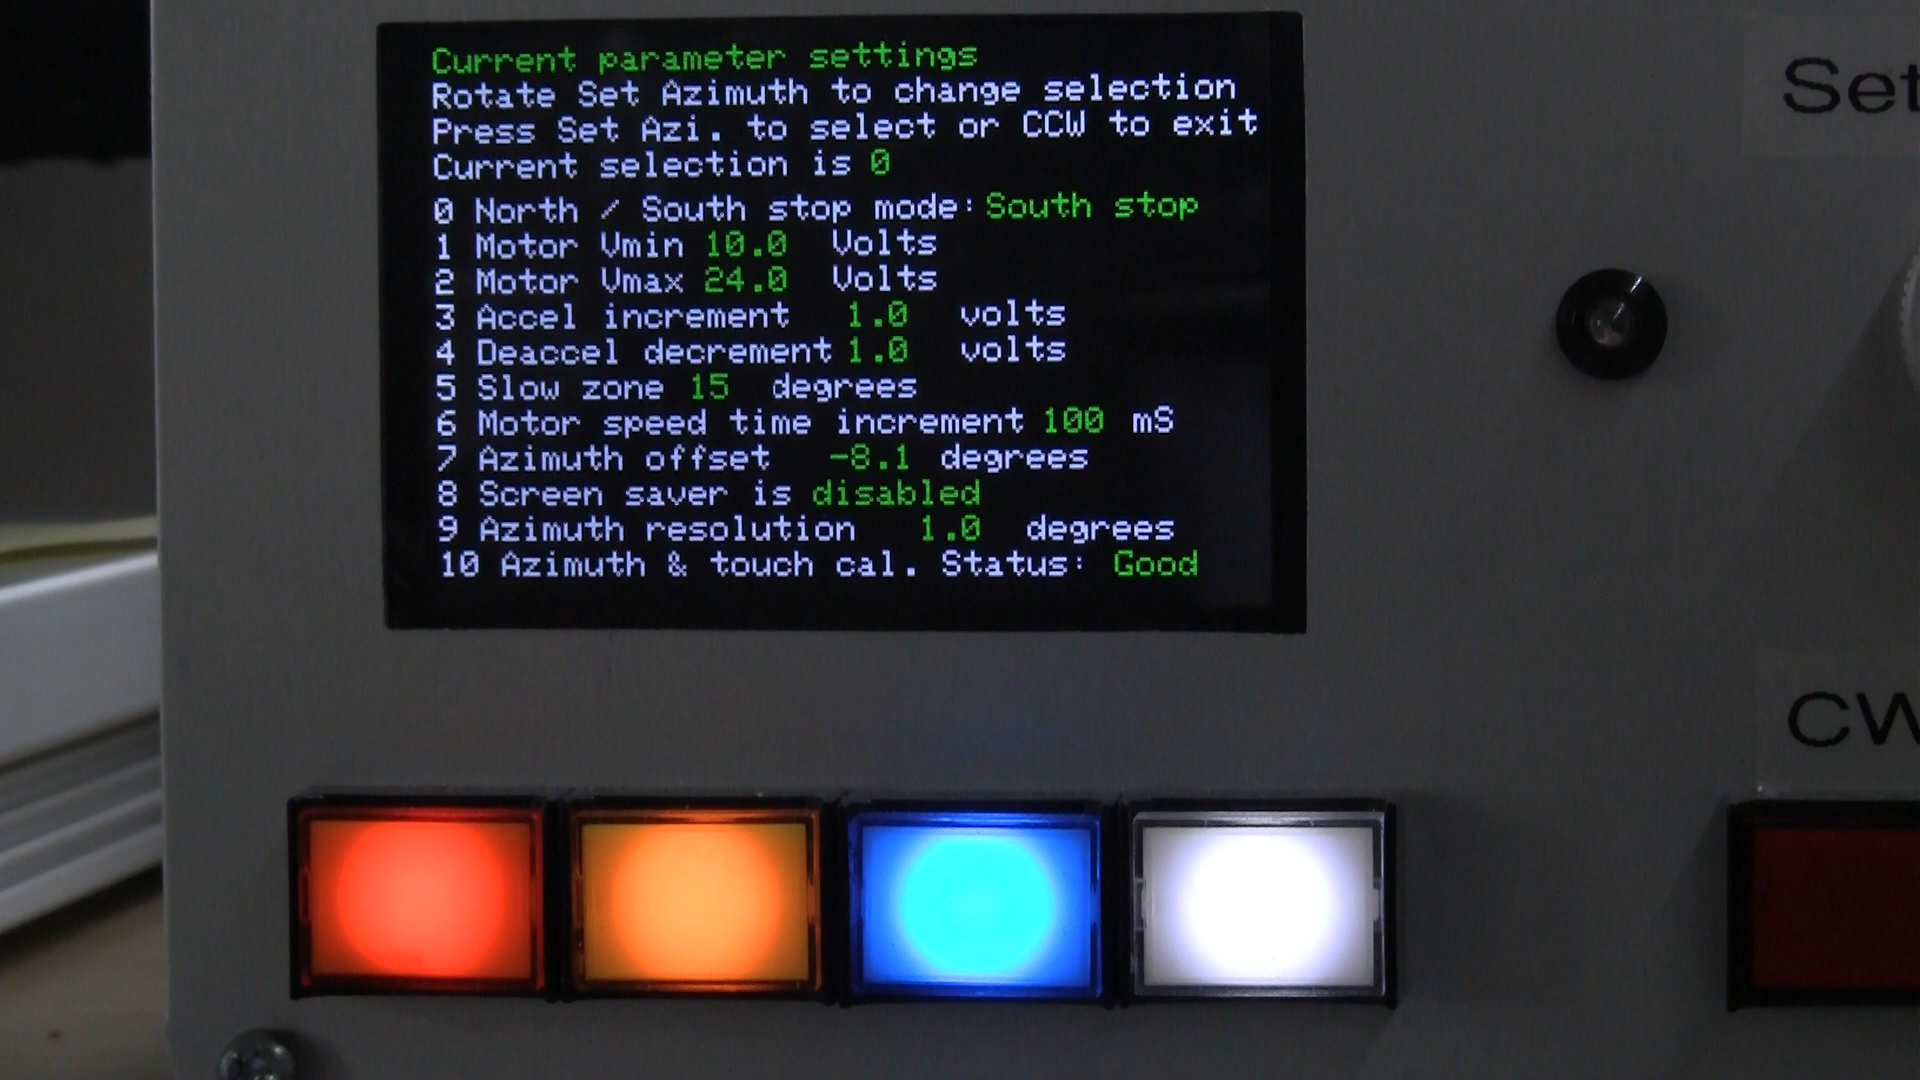 Current parameter settings
Rotate Set Azimuth to change selection
Press Set Azi. to select or CCW to exit
Current selection is 0
0 North / South stop mode: South stop
1 Motor Vmin 10.0 Volts
2 Motor Vmax 24.0 Volts
3 Accel increment 1.0 volts
4 Deaccel decrement 1.0 volts
5 Slow zone 15 degrees
6 Motor speed time increment 100 mS
7 Azimuth offset -8.1 degrees
8 Screen saver is disabled
9 Azimuth resolution 1.0 degrees
10 Azimuth & touch cal. Status: Good
Set
CW